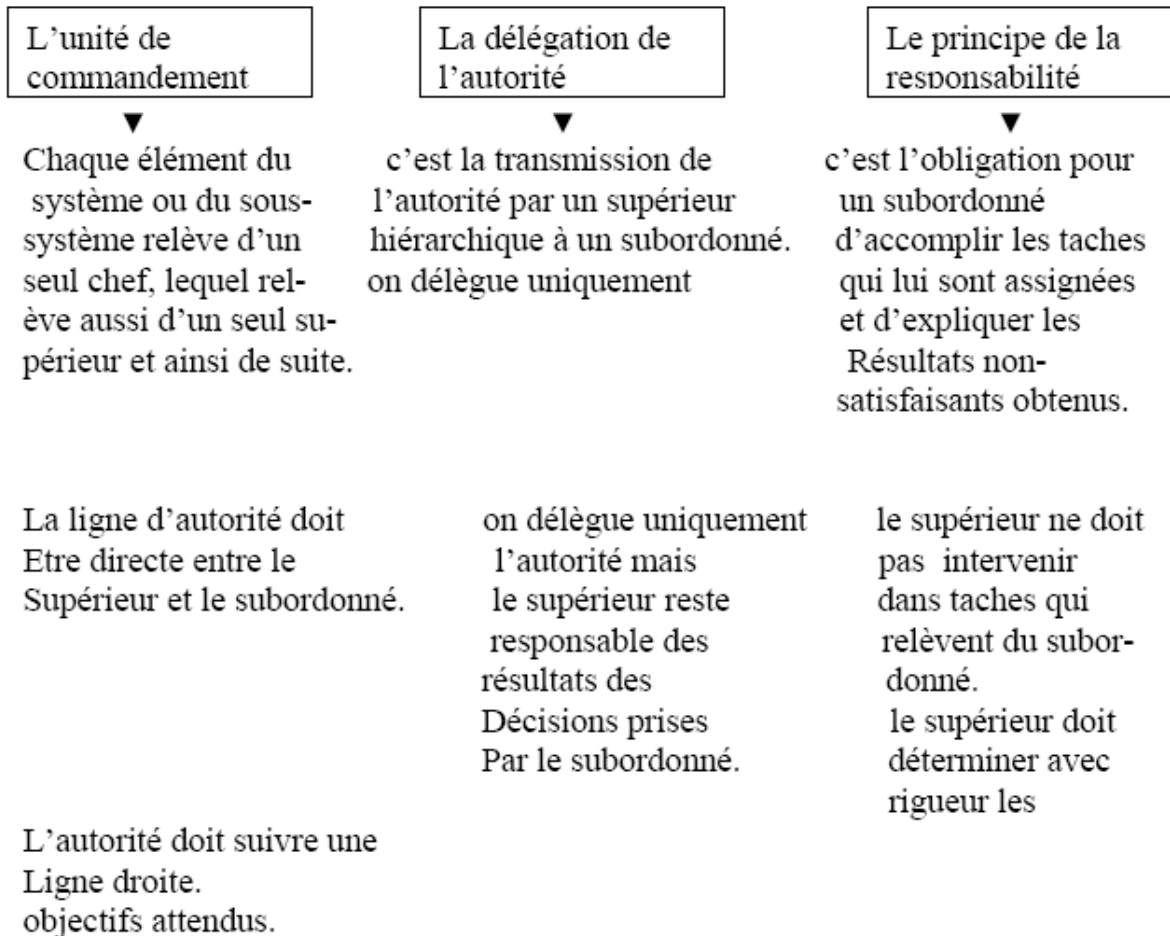 L’unité de
commandement
▼
Chaque élément du
système ou du sous-
système relève d’un
seul chef, lequel rel-
ève aussi d’un seul su-
périeur et ainsi de suite.
La ligne d’autorité doit
Etre directe entre le
Supérieur et le subordonné.
L’autorité doit suivre une
Ligne droite.
objectifs attendus.
La délégation de
l’autorité
▼
c’est la transmission de
l’autorité par un supérieur
hiérarchique à un subordonné.
on délègue uniquement
on délègue uniquement
l’autorité mais
le supérieur reste
responsable des
résultats des
Décisions prises
Par le subordonné.
Le principe de la
responsabilité
▼
c’est l’obligation pour
un subordonné
d’accomplir les taches
qui lui sont assignées
et d’expliquer les
Résultats non-
satisfaisants obtenus.
le supérieur ne doit
pas intervenir
dans taches qui
relèvent du subor-
donné.
le supérieur doit
déterminer avec
rigueur les